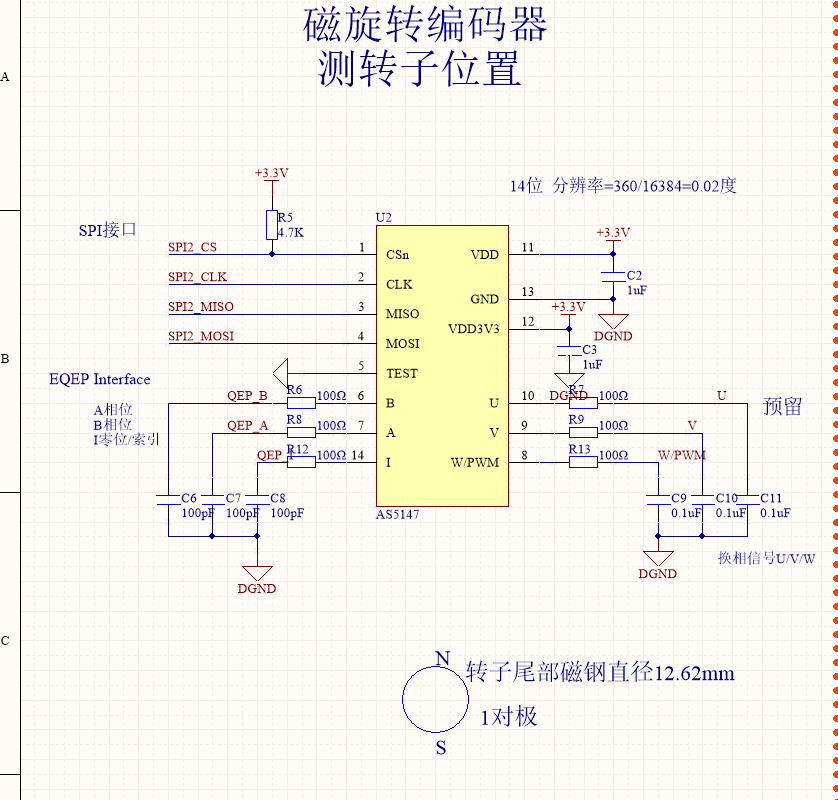 磁旋转编码器
测转子位置
A
+3.3V
14位 分辨率=360/16384=0.02度
R5
4.7K
U2
SPI接口
+3.3V
SPI2_CS
1
CSn
VDD
11
SPI2_CLK
2
CLK
C2
1uF
GND
13
SPI2_MISO
3
MISO
+3.3V
VDD3V3
12
DGND
SPI2_MOSI
4
MOSI
C3
1uF
B
5
TEST
EQEP Interface
DGND
QEP_B
R6
100Ω
6
B
U
10
R7
100Ω
U
预留
A相位
B相位
I零位/索引
QEP_A
R8
100Ω
7
A
V
9
R9
100Ω
V
QEP_I
R12
100Ω
14
I
W/PWM
8
R13
100Ω
W/PWM
C6
100pF
C7
100pF
C8
100pF
AS5147
C9
0.1uF
C10
0.1uF
C11
0.1uF
换相信号U/V/W
DGND
DGND
C
N
转子尾部磁钢直径12.62mm
1对极
S